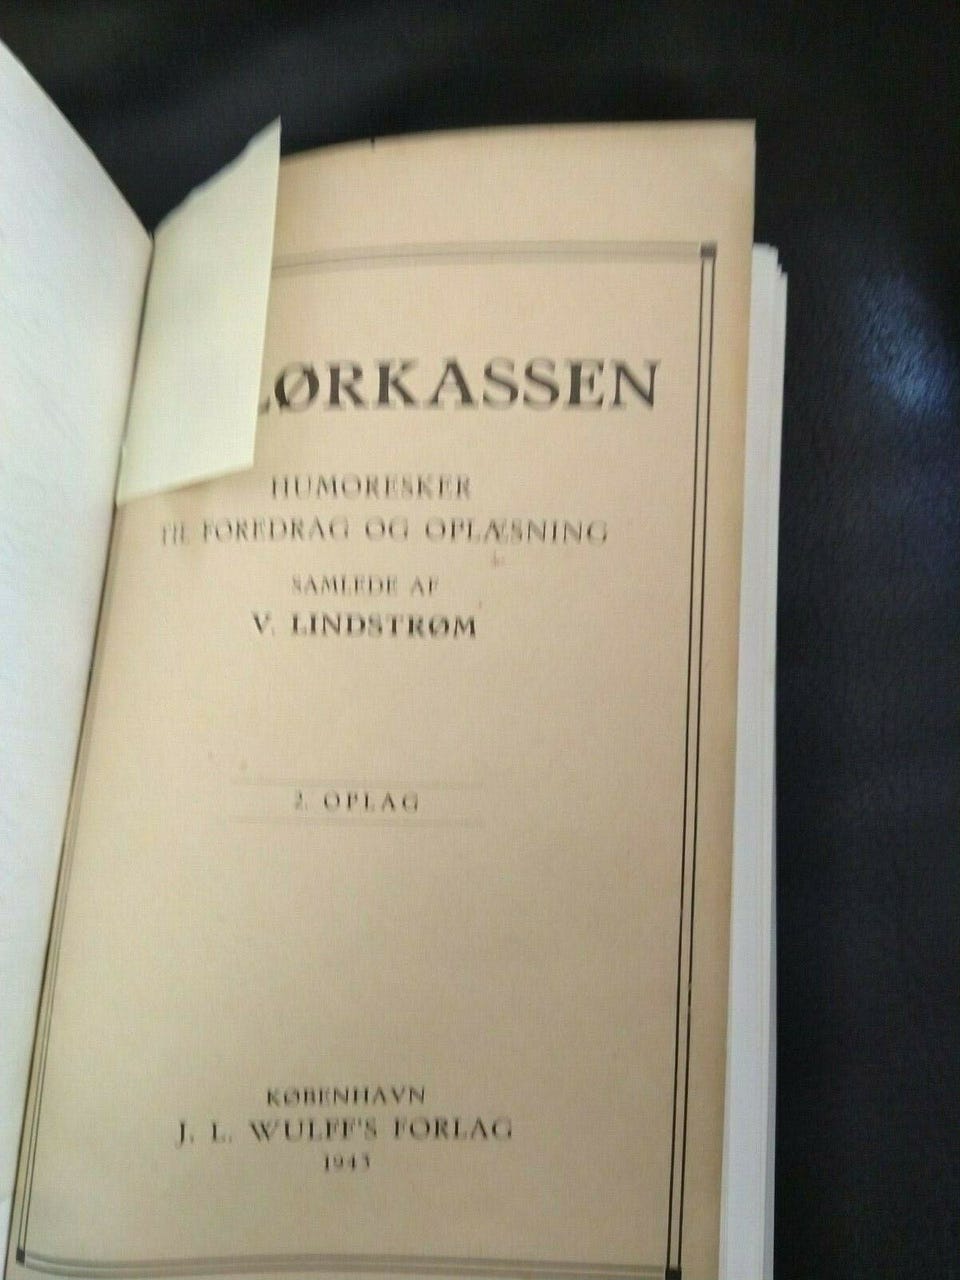 LØRKASSEN
HUMORESKER
TIL FOREDRAG OG OPLÆSNING
SAMLEDE AF
V. LINDSTRØM
2. OPLAG
KØBENHAVN
J. L. WULFF'S FORLAG
1943